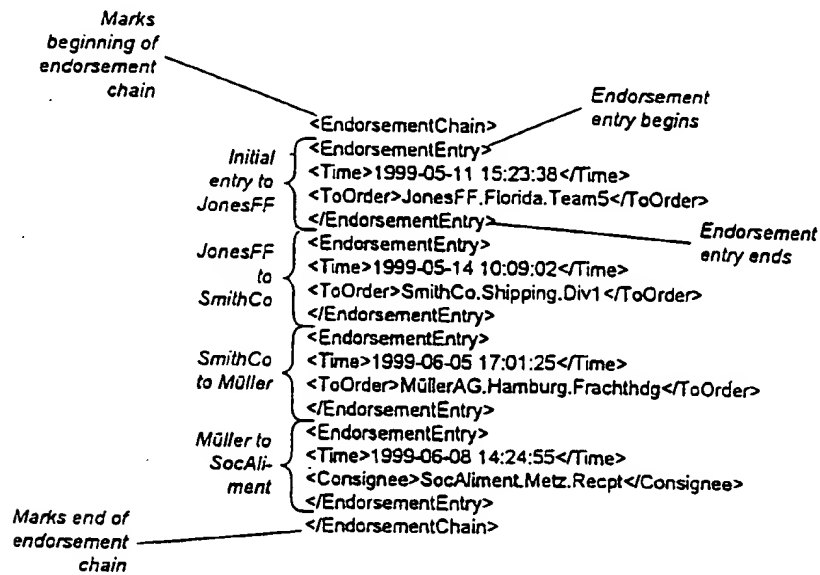 Marks
beginning of
endorsement
chain
Endorsement
entry begins
<EndorsementChain>
<EndorsementEntry>
Initial
entry to
JonesFF
<Time>1999-05-11 15:23:38</Time>
<ToOrder>JonesFF.Florida.Team5</ToOrder>
</EndorsementEntry>
Endorsement
entry ends
JonesFF
to
SmithCo
<EndorsementEntry>
<Time>1999-05-14 10:09:02</Time>
<ToOrder>SmithCo.Shipping.Div1</ToOrder>
</EndorsementEntry>
SmithCo
to Müller
<EndorsementEntry>
<Time>1999-06-05 17:01:25</Time>
<ToOrder>MüllerAG.Hamburg.Frachthdg</ToOrder>
</EndorsementEntry>
Müller to
SocAli-
ment
<EndorsementEntry>
<Time>1999-06-08 14:24:55</Time>
<Consignee>SocAliment.Metz.Recpt</Consignee>
</EndorsementEntry>
</EndorsementChain>
Marks end of
endorsement
chain